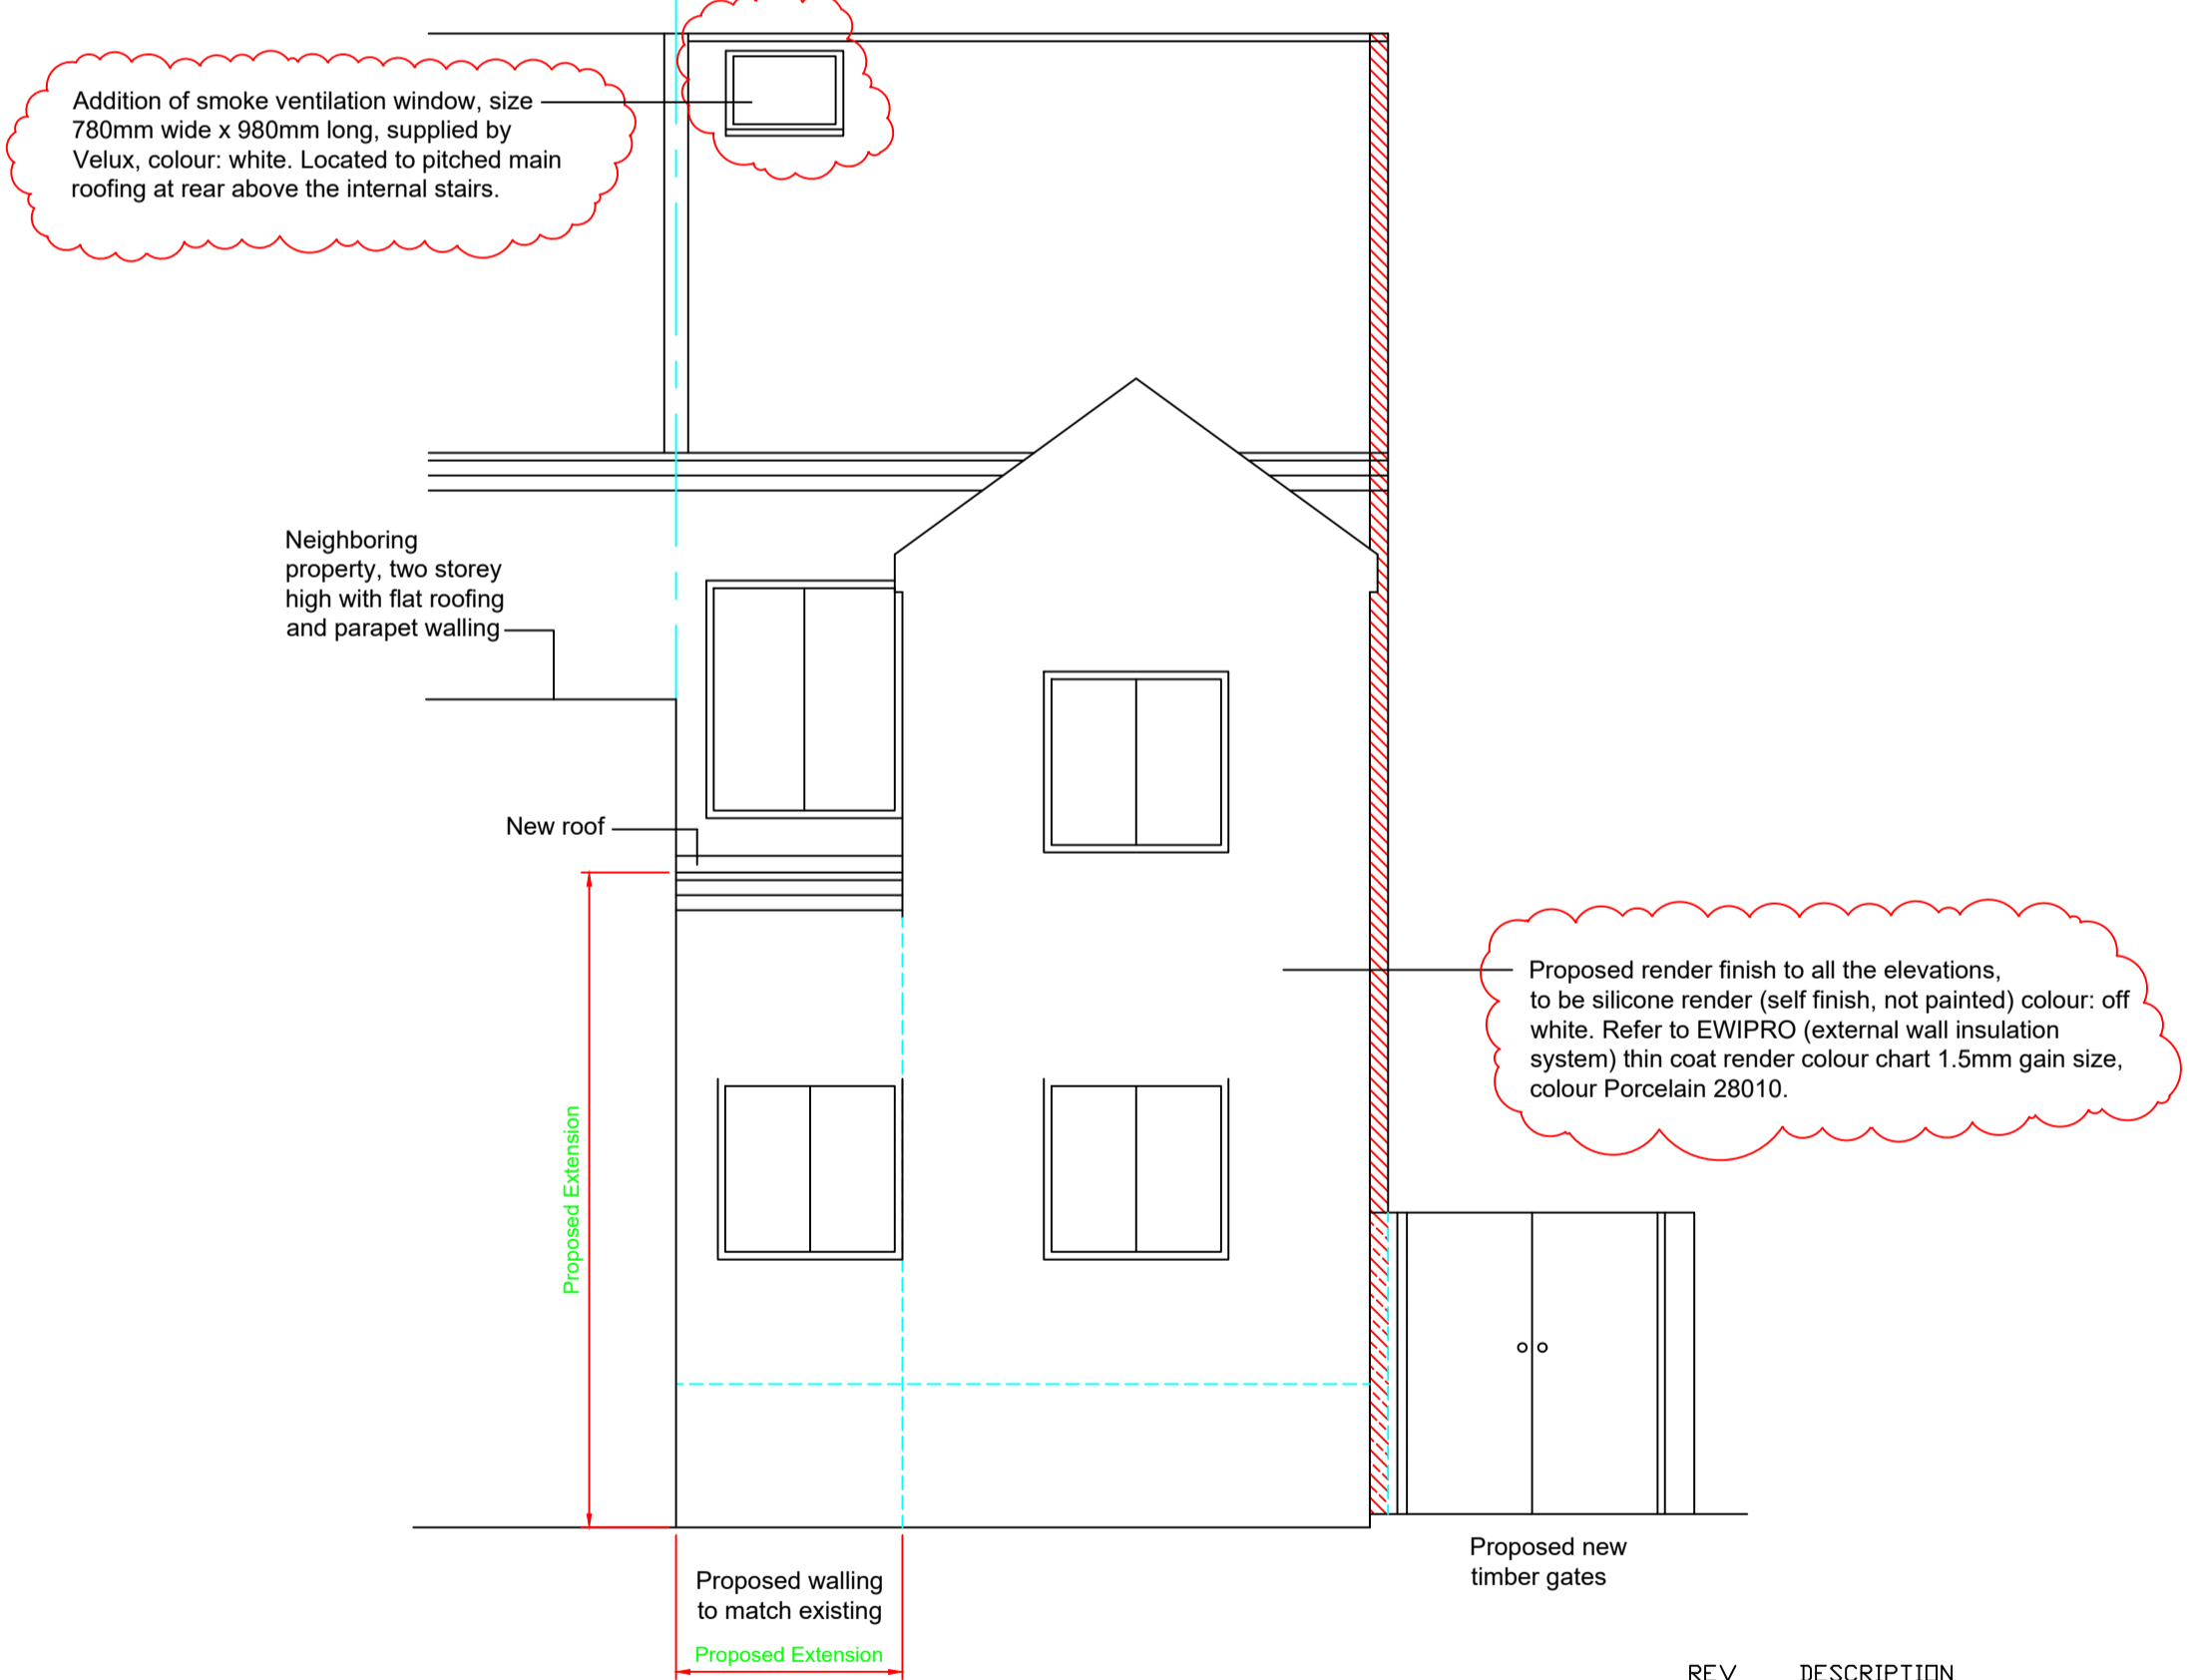 Addition of smoke ventilation window, size
780mm wide x 980mm long, supplied by
Velux, colour: white. Located to pitched main
roofing at rear above the internal stairs.
Neighboring
property, two storey
high with flat roofing
and parapet walling
New roof
Proposed render finish to all the elevations,
to be silicone render (self finish, not painted) colour: off
white. Refer to EWIPRO (external wall insulation
system) thin coat render colour chart 1.5mm gain size,
colour Porcelain 28010.
Proposed Extension
Proposed new
timber gates
Proposed walling
to match existing
Proposed Extension
REV DESCRIPTION